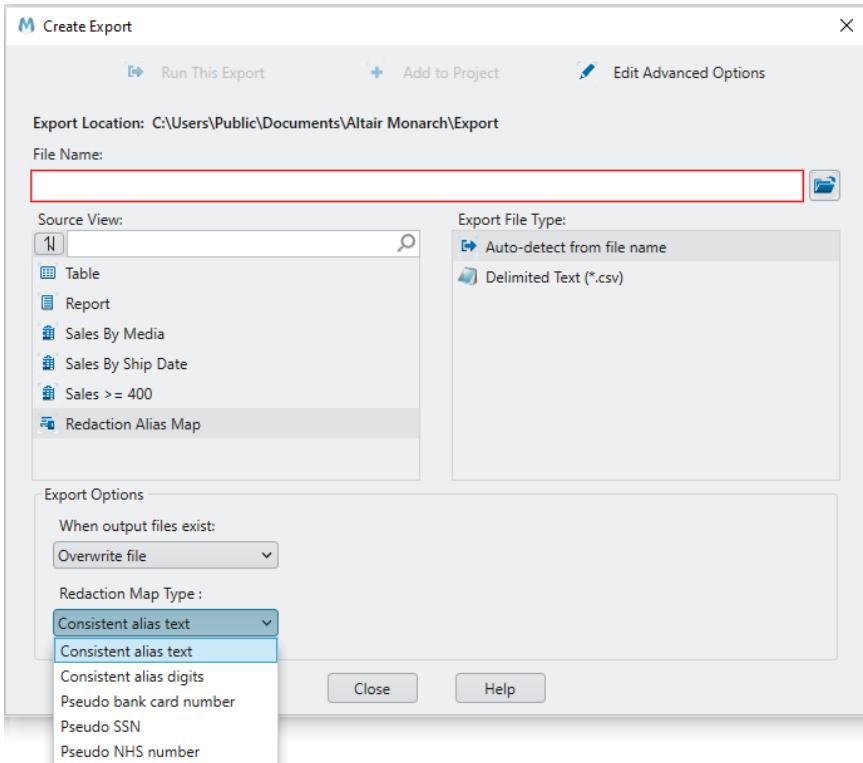 Create Export
Run This Export
Add to Project
Edit Advanced Options
Export Location: C:\Users\Public\Documents\Altair Monarch\Export
File Name:
Source View:
Table
Report
Sales By Media
Sales By Ship Date
Sales >= 400
Redaction Alias Map
Export File Type:
Auto-detect from file name
Delimited Text (*.csv)
Export Options
When output files exist:
Overwrite file
Redaction Map Type :
Consistent alias text
Consistent alias text
Consistent alias digits
Pseudo bank card number
Pseudo SSN
Pseudo NHS number
Close
Help